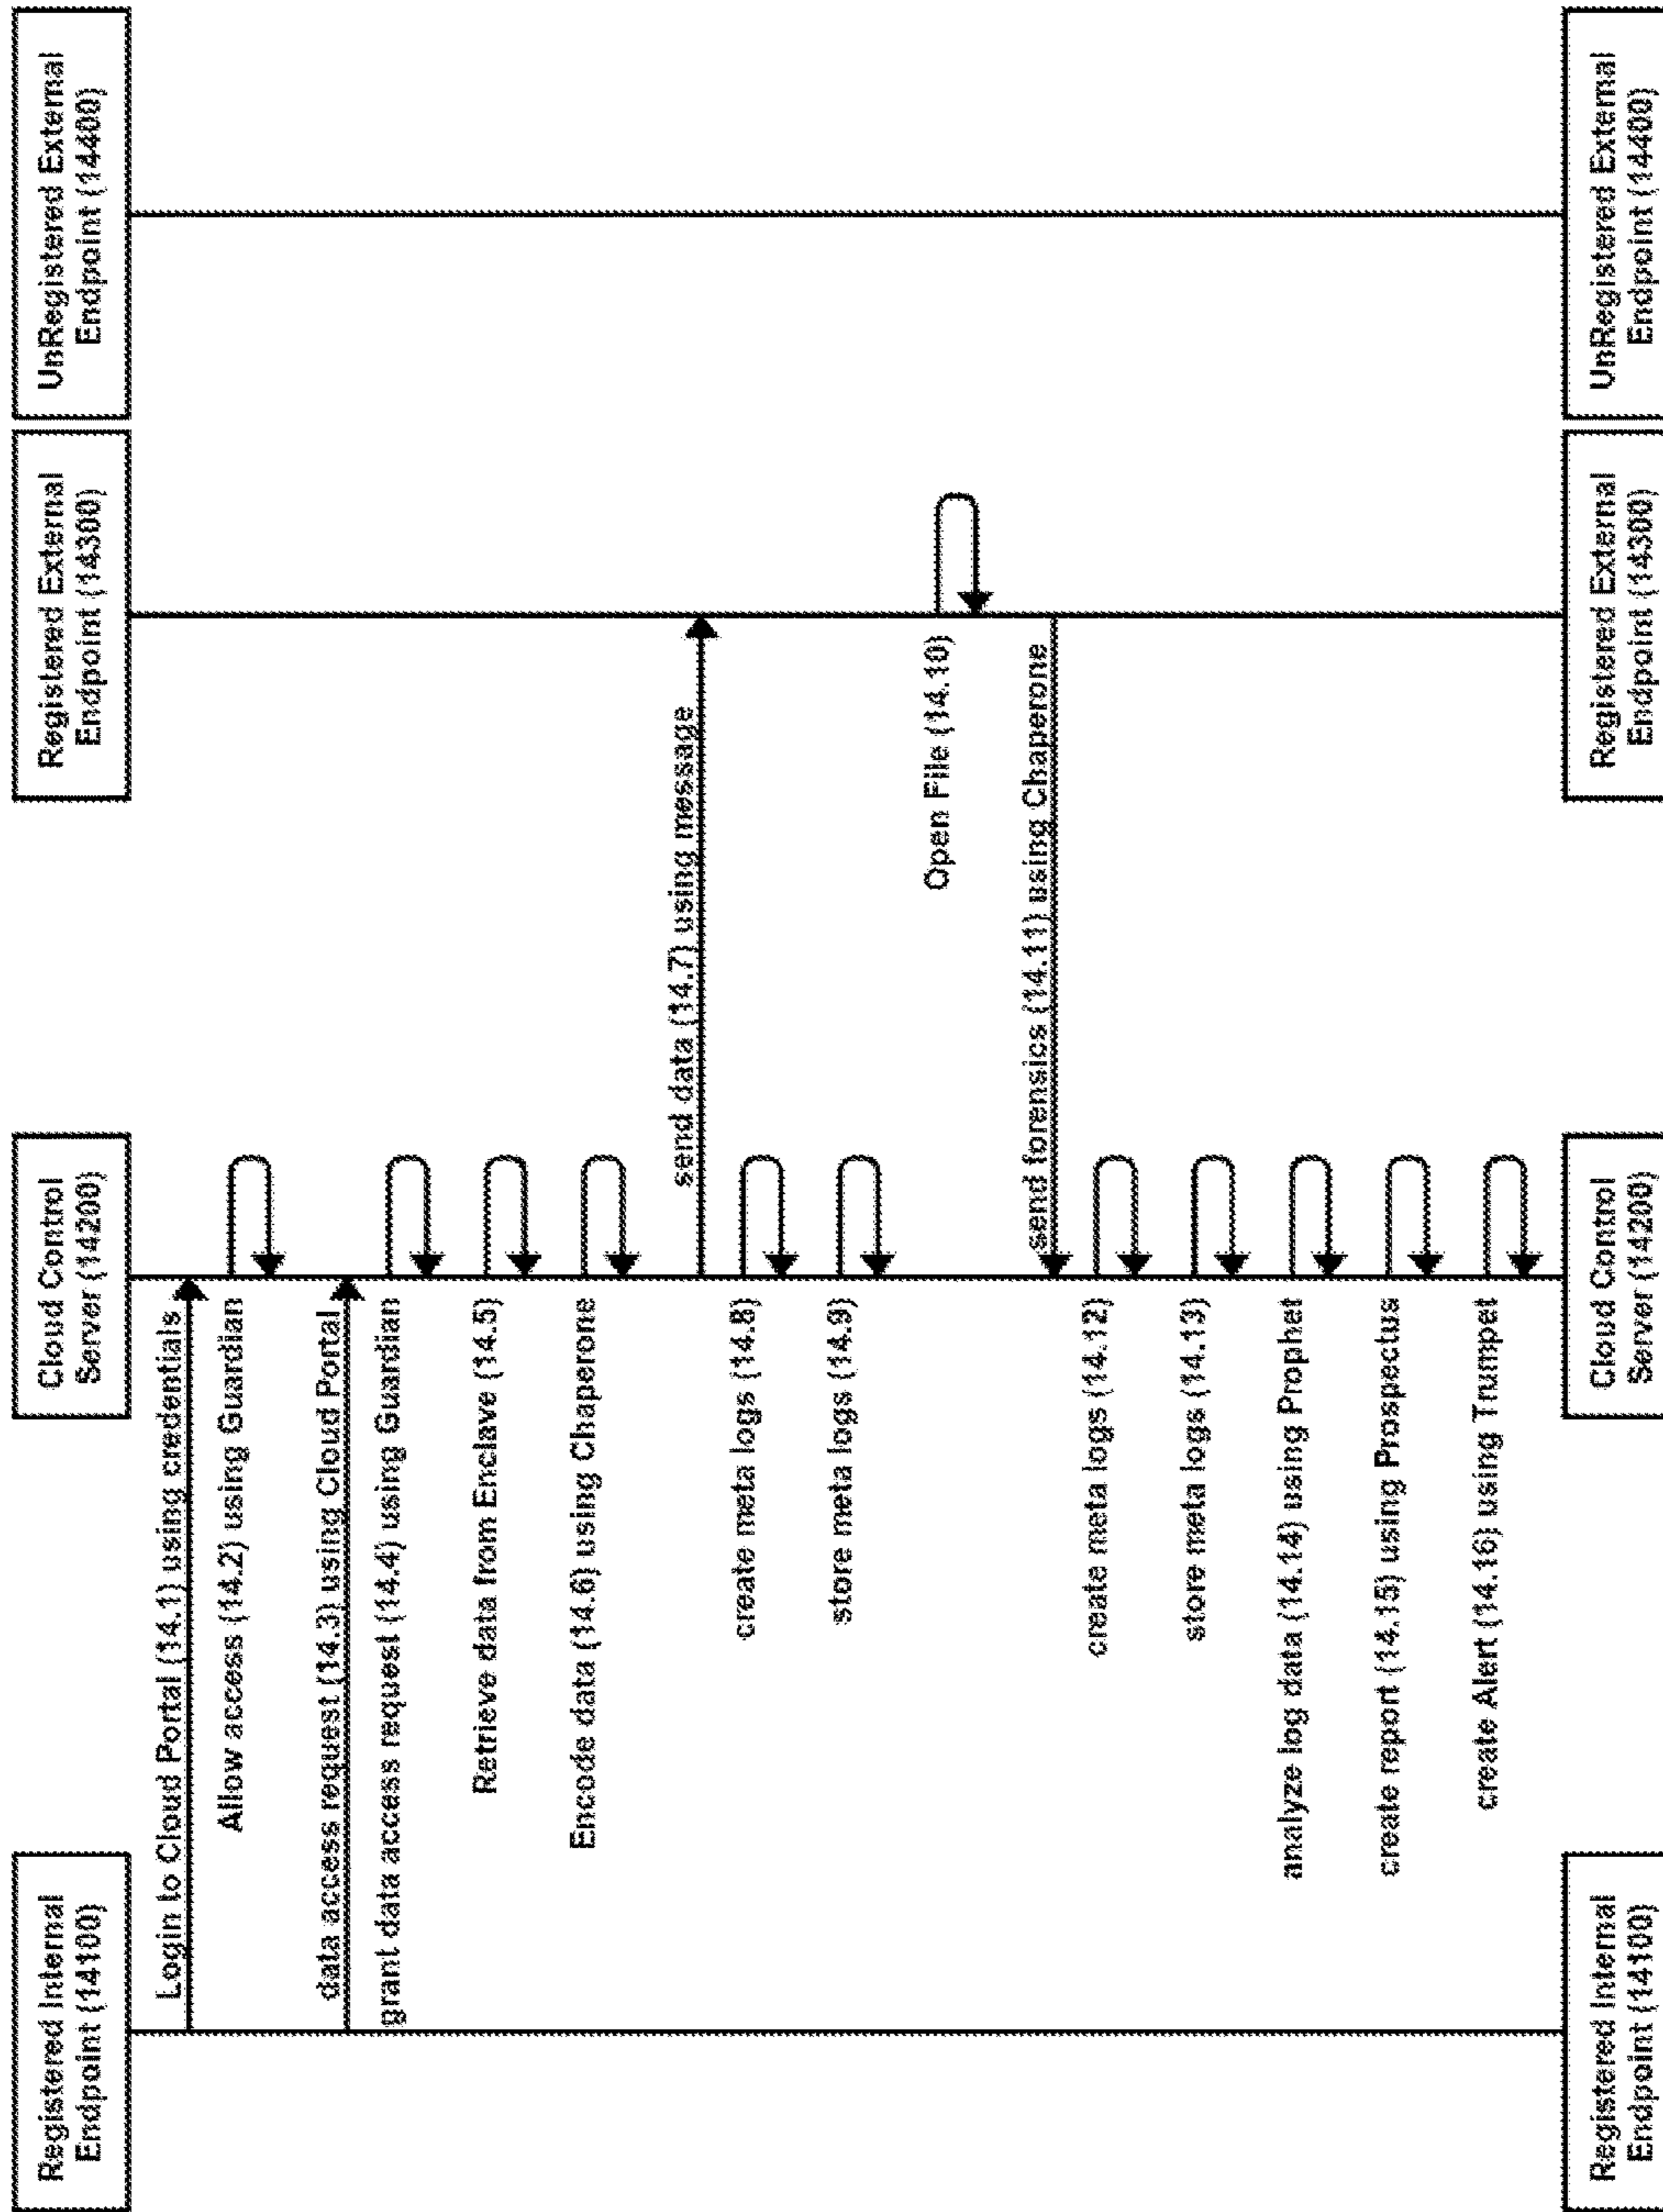 Registered Internal
Endpoint (14100)
Cloud Control
Server (14200)
Registered External
Endpoint (14300)
UnRegistered External
Endpoint (14400)
Login to Cloud Portal (14.1) using credentials
Allow access (14.2) using Guardian
data access request (14.3) using Cloud Portal
grant data access request (14.4) using Guardian
Retrieve data from Enclave (14.5)
Encode data (14.6) using Chaperone
send data (14.7) using message
create meta logs (14.8)
store meta logs (14.9)
Open File (14.10)
send forensics (14.11) using Chaperone
create meta logs (14.12)
store meta logs (14.13)
analyze log data (14.14) using Prophet
create report (14.15) using Prospectus
create Alert (14.16) using Trumpet
Registered Internal
Endpoint (14100)
Cloud Control
Server (14200)
Registered External
Endpoint (14300)
UnRegistered External
Endpoint (14400)